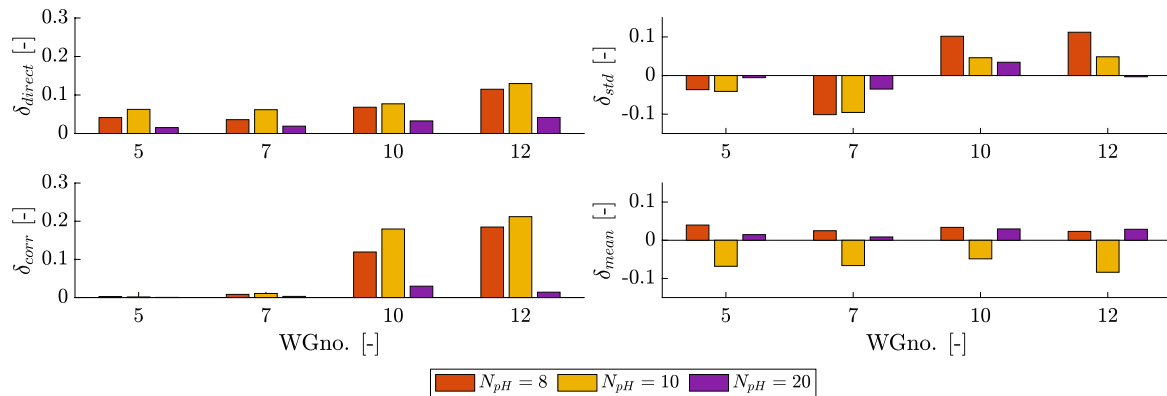 0.3
0.2
0.1
0
δ_direct [-]
5 7 10 12
0.1
0
-0.1
δ_std [-]
5 7 10 12
0.3
0.2
0.1
0
δ_corr [-]
5 7 10 12
WGno. [-]
0.1
0
-0.1
δ_mean [-]
5 7 10 12
WGno. [-]
N_pH = 8 N_pH = 10 N_pH = 20